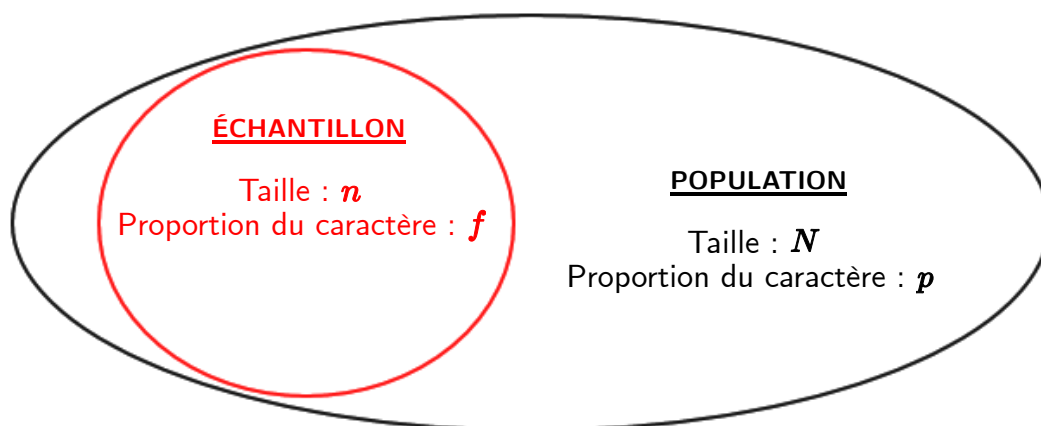 ÉCHANTILLON
Taille : n
Proportion du caractère : f
POPULATION
Taille : N
Proportion du caractère : p